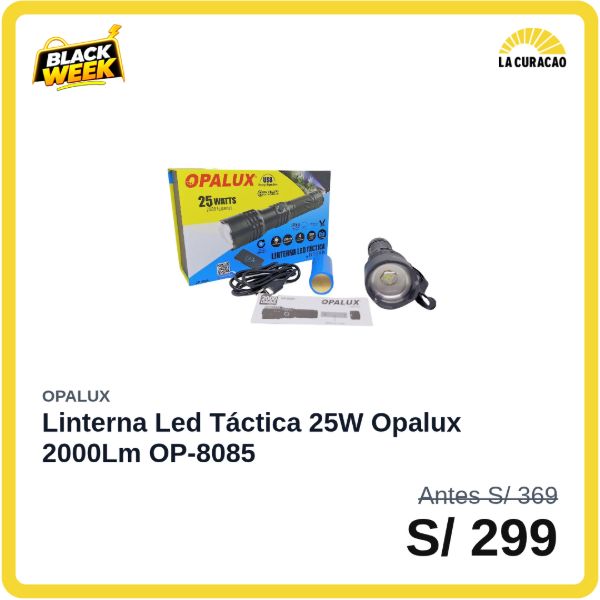 BLACK
WEEK
LA CURACAO
OPALUX
USB
25 WATTS
LINTERNA LED TÁCTICA
OPALUX
OPALUX
Linterna Led Táctica 25W Opalux
2000Lm OP-8085
Antes S/ 369
S/ 299